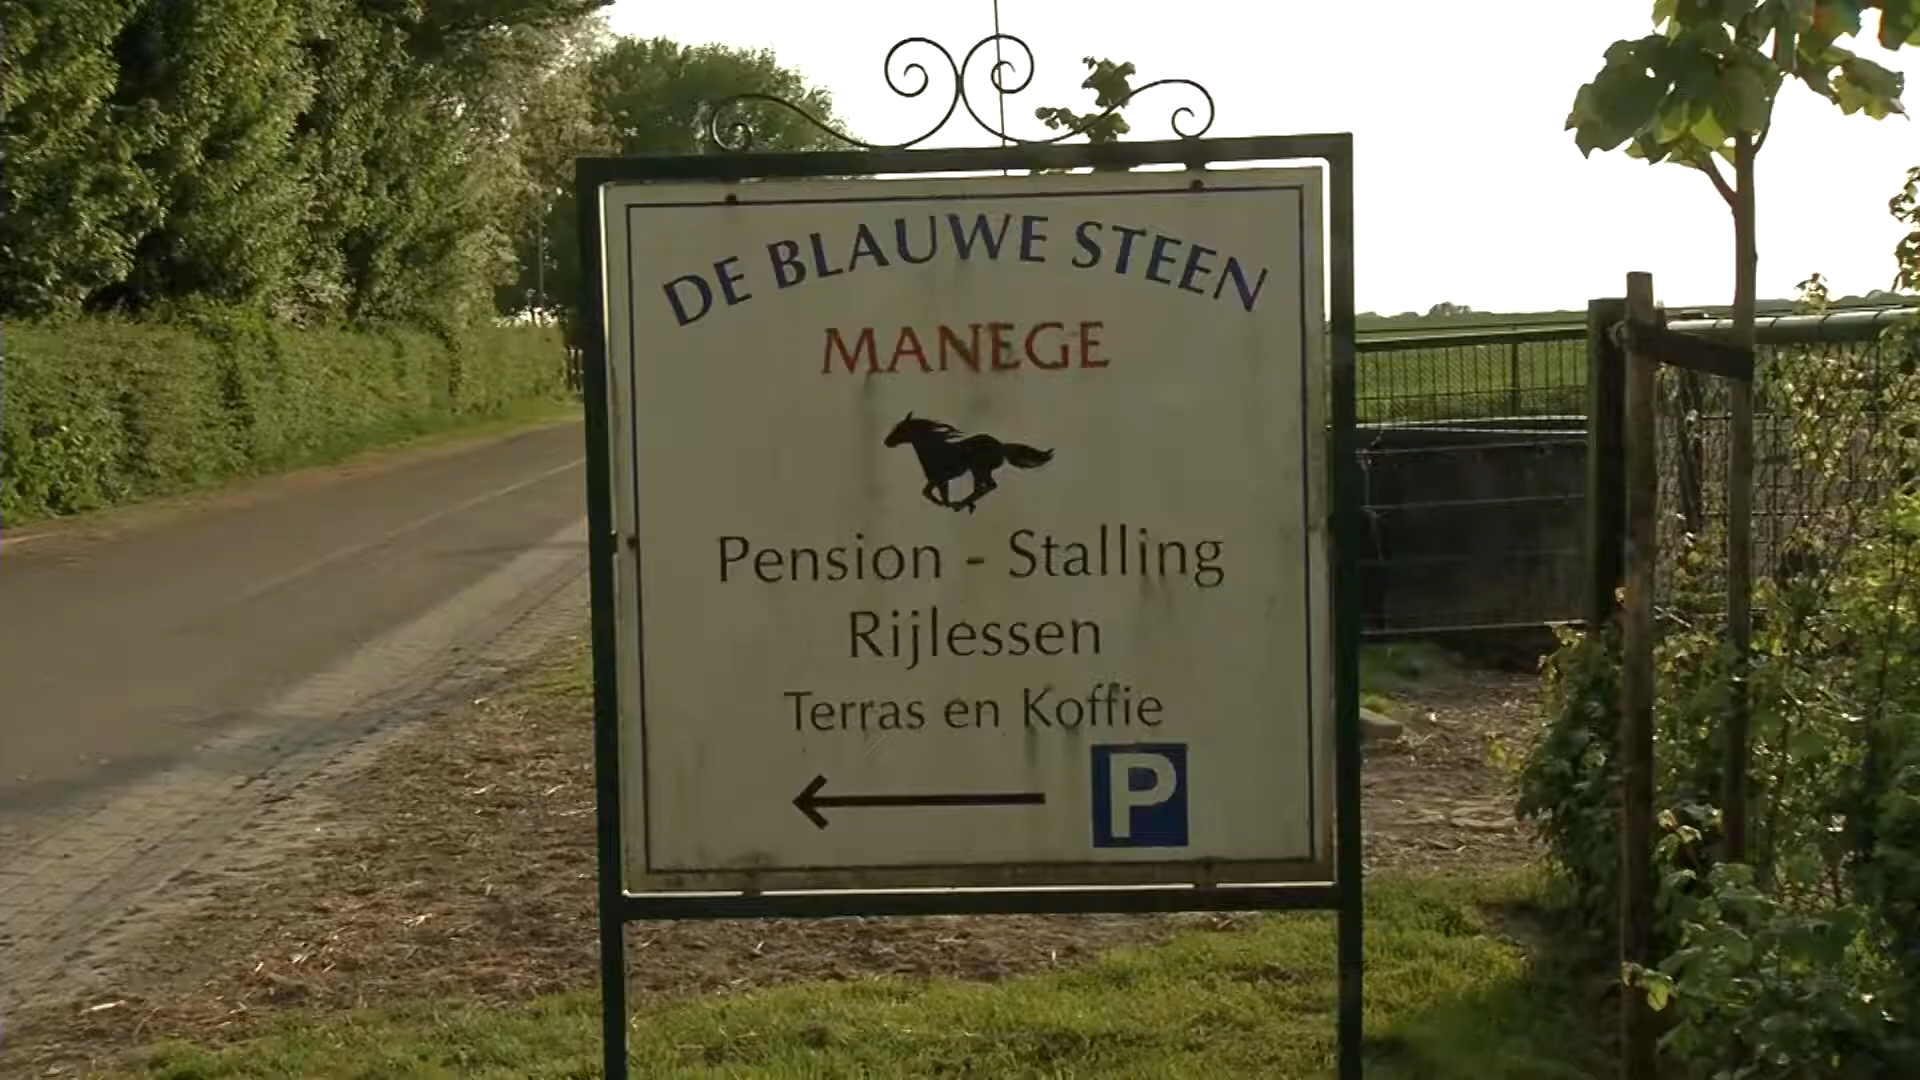 DE BLAUWE STEEN
MANEGE
Pension - Stalling
Rijlessen
Terras en Koffie
P